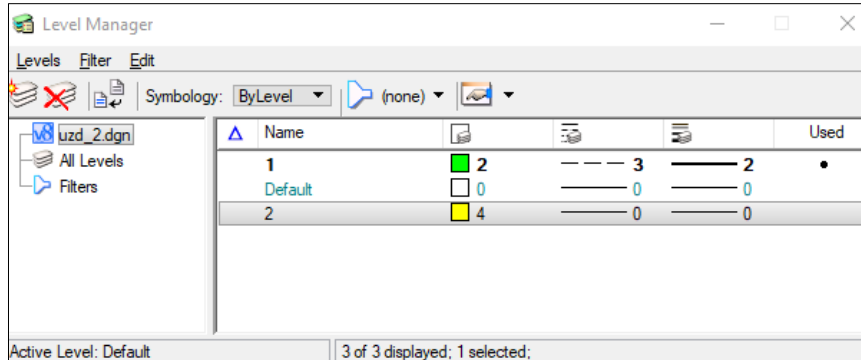 Level Manager
Levels Filter Edit
Symbology: ByLevel (none)
v8 uzd_2.dgn
All Levels
Filters
Name Used
1 2 3 2
Default 0 0 0
2 4 0 0
Active Level: Default 3 of 3 displayed; 1 selected;